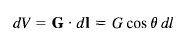 dV = G · dl = G cos θ dl